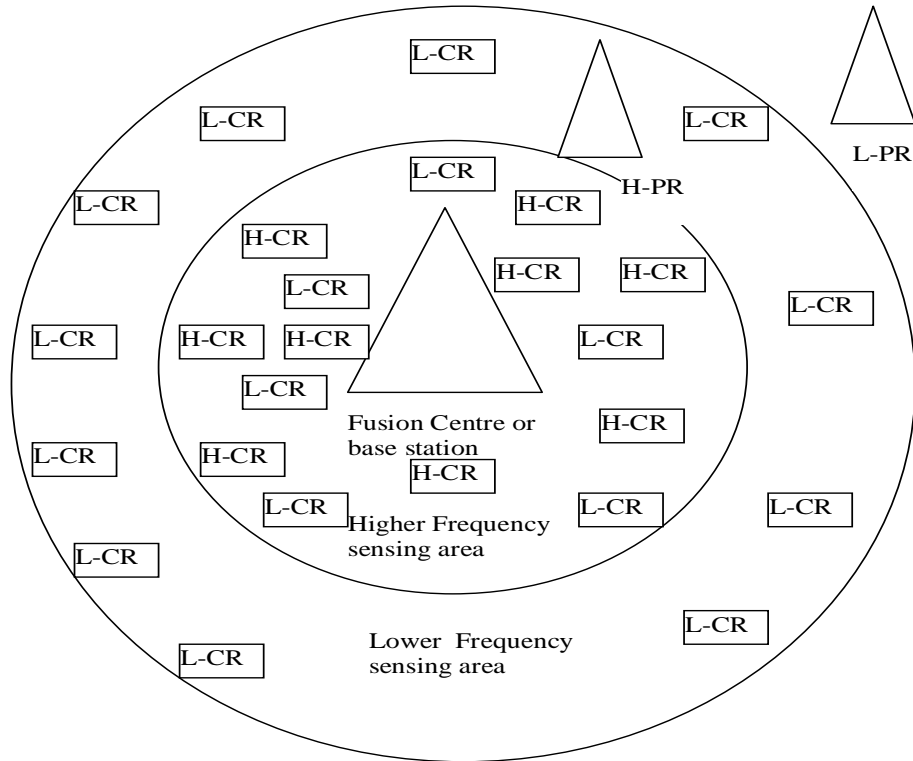 L-CR
L-CR
L-CR
L-PR
L-CR
H-PR
L-CR
H-CR
H-CR
H-CR
H-CR
L-CR
L-CR
L-CR
H-CR
H-CR
L-CR
L-CR
Fusion Centre or
base station
H-CR
L-CR
H-CR
H-CR
L-CR
L-CR
L-CR
Higher Frequency
sensing area
L-CR
L-CR
Lower Frequency
sensing area
L-CR